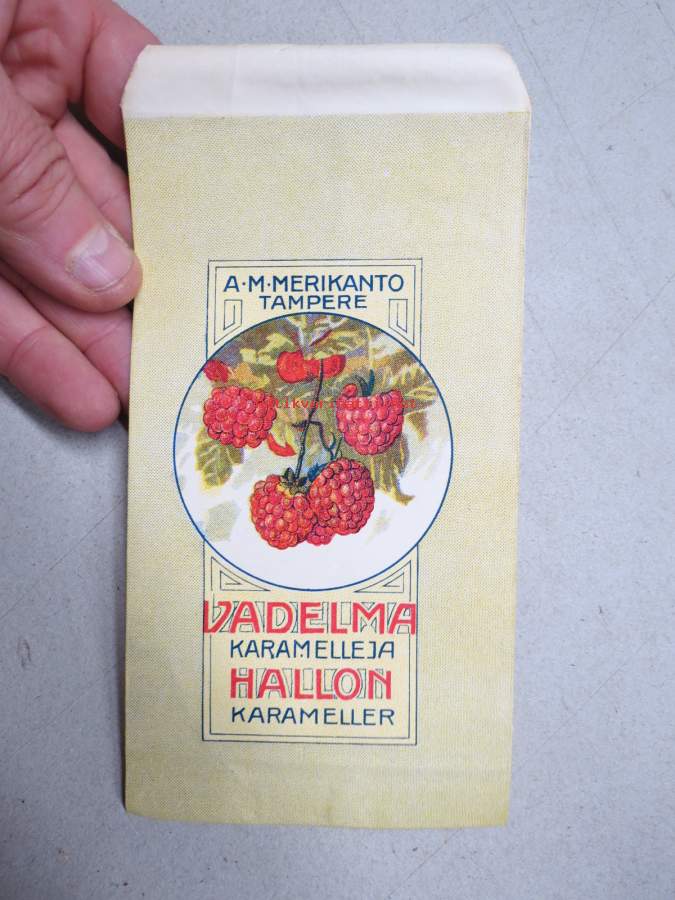 A·M·MERIKANTO
TAMPERE
VADELMA
KARAMELLEJA
HALLON
KARAMELLER